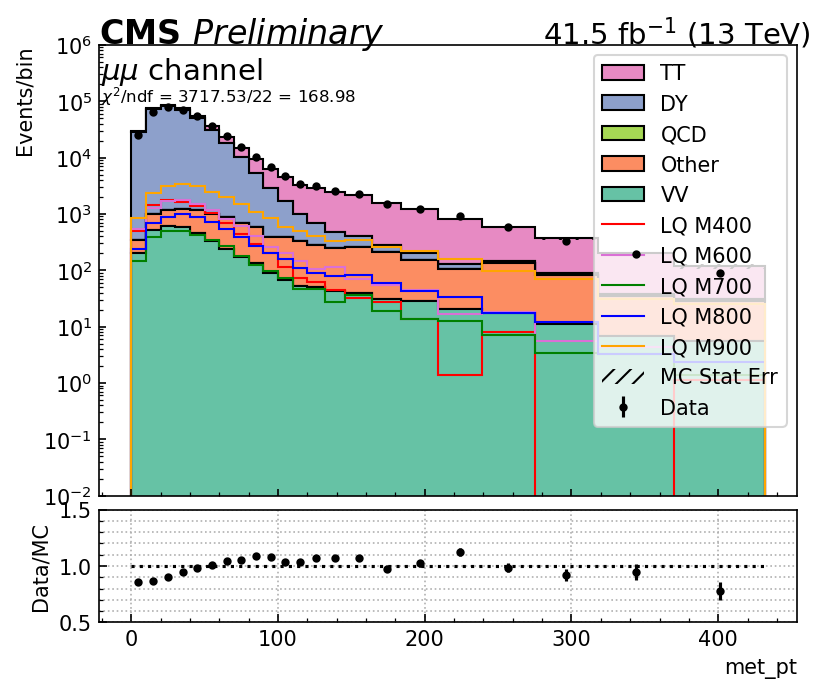 CMS Preliminary 41.5 fb⁻¹ (13 TeV)
μμ channel
χ²/ndf = 3717.53/22 = 168.98
Events/bin
10⁶
10⁵
10⁴
10³
10²
10¹
10⁰
10⁻¹
10⁻²
TT
DY
QCD
Other
VV
LQ M400
LQ M600
LQ M700
LQ M800
LQ M900
MC Stat Err
Data
Data/MC
1.5
1.0
0.5
0 100 200 300 400
met_pt